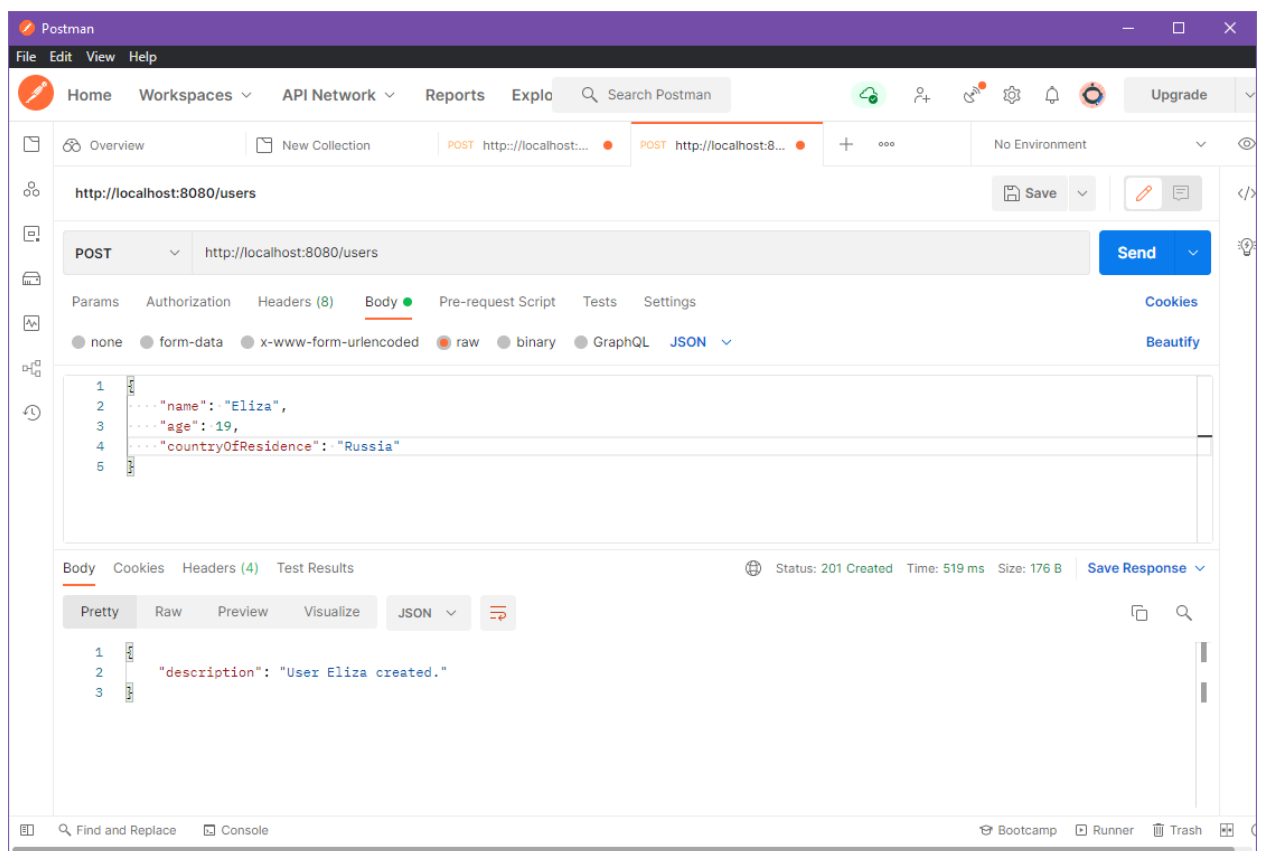 Postman
File Edit View Help
Home Workspaces API Network Reports Explo Search Postman Upgrade
Overview New Collection POST http:://localhost:... POST http://localhost:8... No Environment
http://localhost:8080/users Save
POST http://localhost:8080/users Send
Params Authorization Headers (8) Body Pre-request Script Tests Settings Cookies
none form-data x-www-form-urlencoded raw binary GraphQL JSON Beautify
1 {
2 "name": "Eliza",
3 "age": 19,
4 "countryOfResidence": "Russia"
5 }
Body Cookies Headers (4) Test Results Status: 201 Created Time: 519 ms Size: 176 B Save Response
Pretty Raw Preview Visualize JSON
1 {
2 "description": "User Eliza created."
3 }
Find and Replace Console Bootcamp Runner Trash